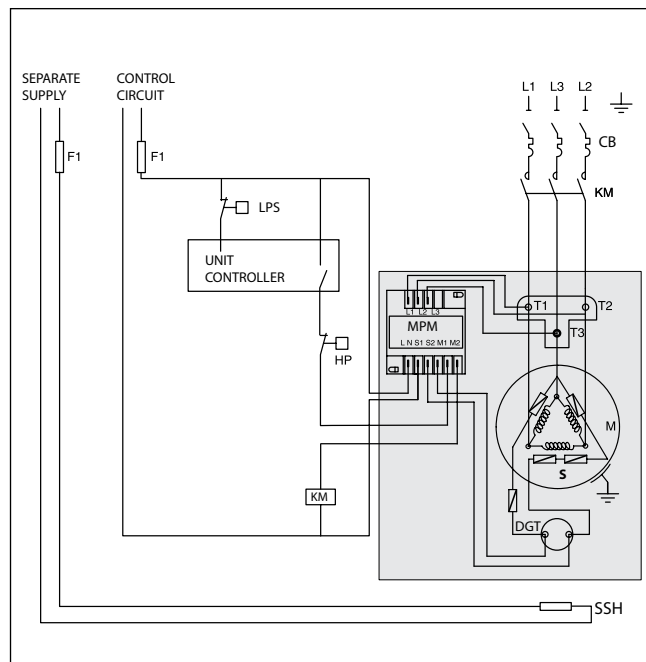 SEPARATE
SUPPLY
CONTROL
CIRCUIT
L1 L3 L2
F1
F1
CB
LPS
KM
UNIT
CONTROLLER
L1 L2 L3
MPM
L N S1 S2 M1 M2
T1
T2
T3
HP
M
S
KM
DGT
SSH